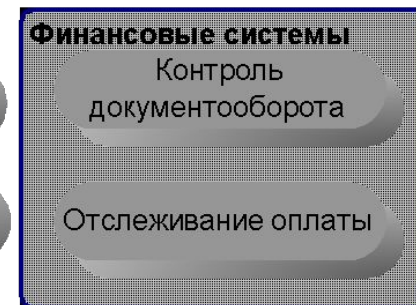 Финансовые системы
Контроль
документооборота
Отслеживание оплаты